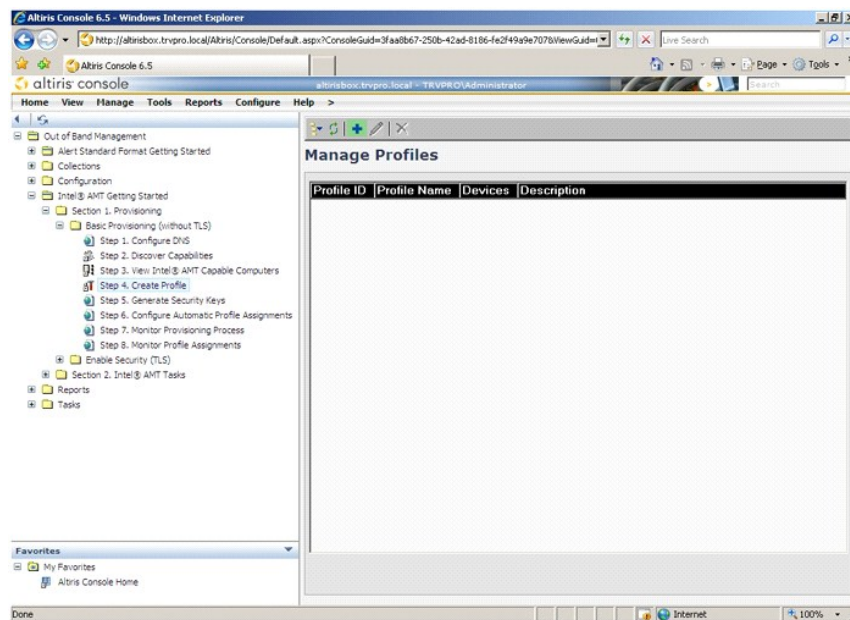 Altiris Console 6.5 - Windows Internet Explorer
http://altirisbox.trvpro.local/Altiris/Console/Default.aspx?ConsoleGuid=3faa8b67-250b-42ad-8186-fe2f49a9e707&ViewGuid=
Live Search
Altiris Console 6.5
Page
Tools
altiris console
altirisbox.trvpro.local - TRVPRO\Administrator
Search
Home View Manage Tools Reports Configure Help >
Out of Band Management
Alert Standard Format Getting Started
Collections
Configuration
Intel® AMT Getting Started
Section 1. Provisioning
Basic Provisioning (without TLS)
Step 1. Configure DNS
Step 2. Discover Capabilities
Step 3. View Intel® AMT Capable Computers
Step 4. Create Profile
Step 5. Generate Security Keys
Step 6. Configure Automatic Profile Assignments
Step 7. Monitor Provisioning Process
Step 8. Monitor Profile Assignments
Enable Security (TLS)
Section 2. Intel® AMT Tasks
Reports
Tasks
Manage Profiles
Profile ID Profile Name Devices Description
Favorites
My Favorites
Altiris Console Home
Done
Internet
100%